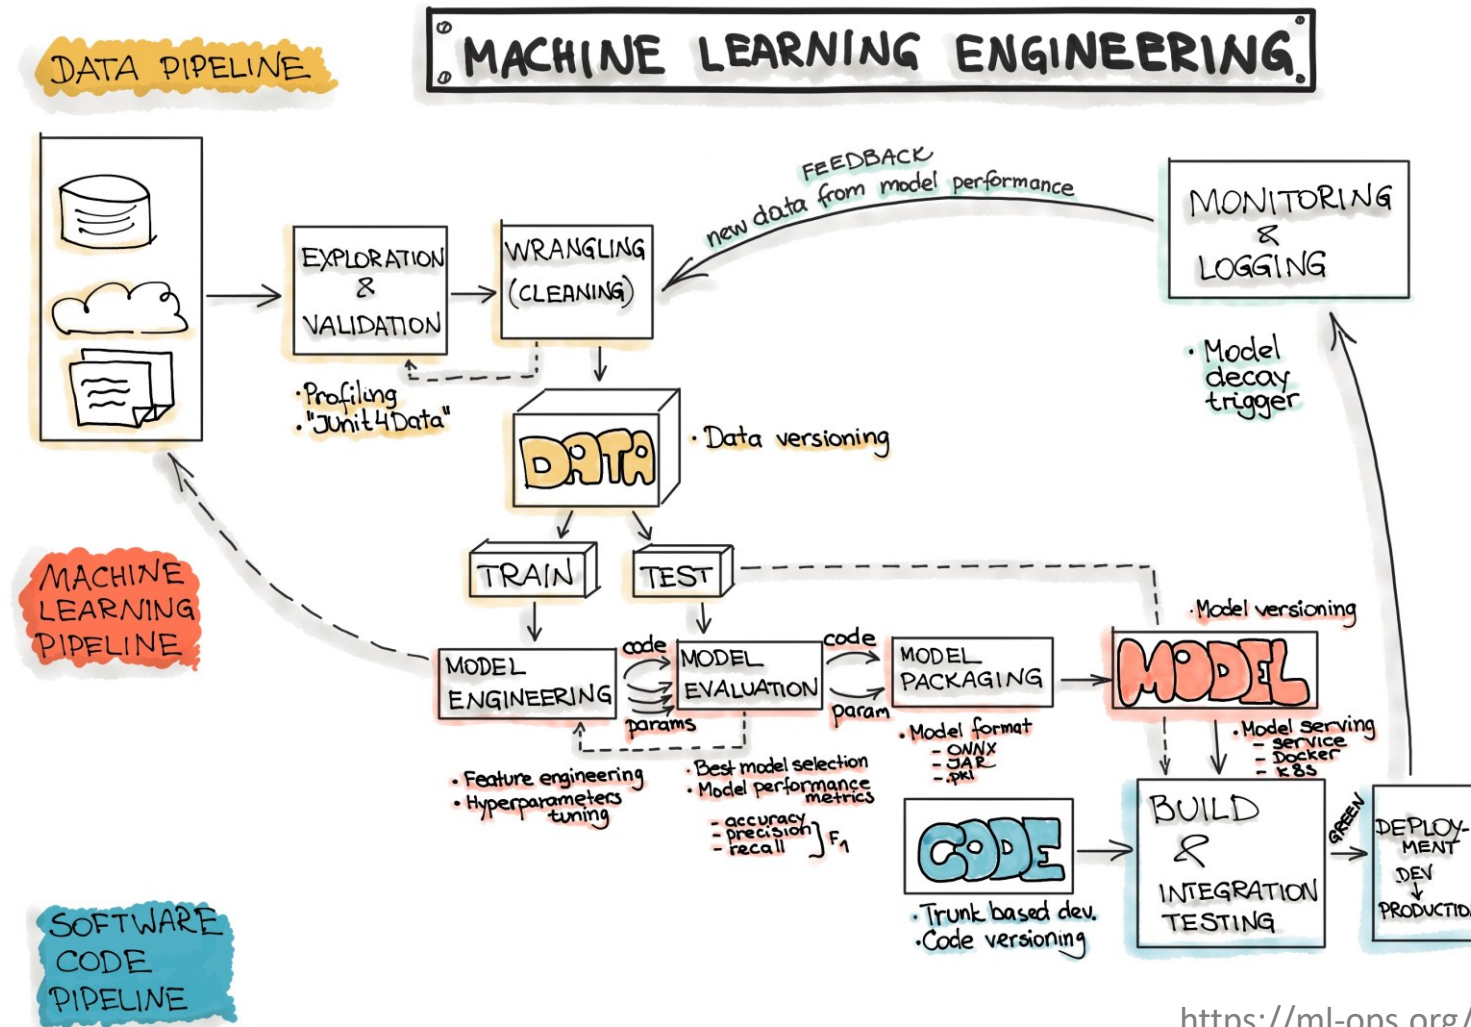 DATA PIPELINE
MACHINE LEARNING ENGINEERING
FEEDBACK
new data from model performance
MONITORING
&
LOGGING
· Model
decay
trigger
EXPLORATION
&
VALIDATION
WRANGLING
(CLEANING)
· Profiling
· "JUnit4Data"
DATA
· Data versioning
TRAIN
TEST
MACHINE
LEARNING
PIPELINE
MODEL
ENGINEERING
code
params
MODEL
EVALUATION
code
param
MODEL
PACKAGING
· Model versioning
MODEL
· Feature engineering
· Hyperparameters
tuning
· Best model selection
· Model performance
metrics
- accuracy
- precision
- recall
F1
· Model format
- ONNX
- JAR
- .pkl
· Model serving
- service
- Docker
- K8S
CODE
· Trunk based dev.
· Code versioning
BUILD
&
INTEGRATION
TESTING
GREEN
DEPLOY-
MENT
DEV
PRODUCTION
SOFTWARE
CODE
PIPELINE
https://ml-ops.org/